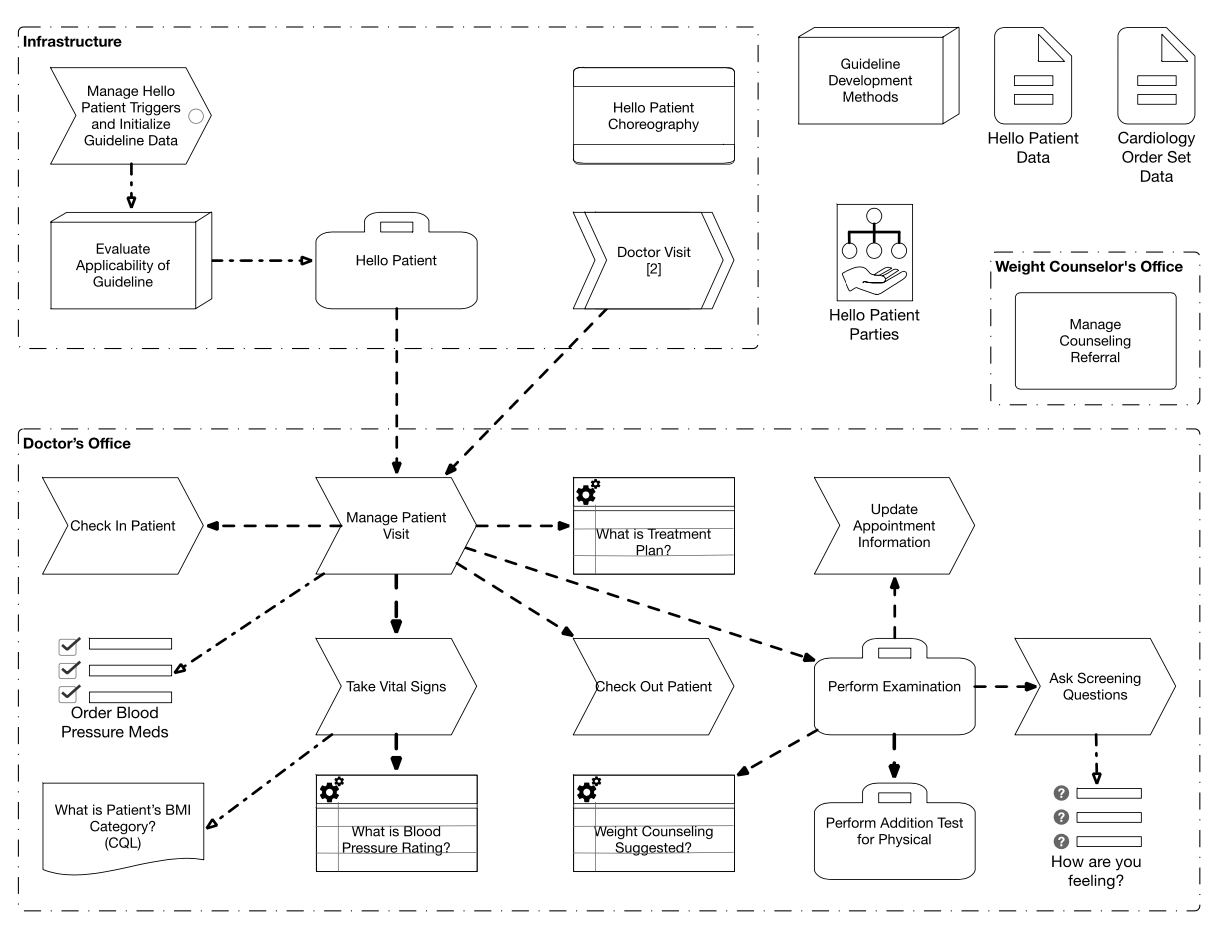 Infrastructure
Manage Hello
Patient Triggers
and Initialize
Guideline Data
Hello Patient
Choreography
Guideline
Development
Methods
Hello Patient
Data
Cardiology
Order Set
Data
Evaluate
Applicability of
Guideline
Hello Patient
Doctor Visit
[2]
Hello Patient
Parties
Weight Counselor's Office
Manage
Counseling
Referral
Doctor’s Office
Check In Patient
Manage Patient
Visit
What is Treatment
Plan?
Update
Appointment
Information
Order Blood
Pressure Meds
Take Vital Signs
Check Out Patient
Perform Examination
Ask Screening
Questions
What is Patient’s BMI
Category?
(CQL)
What is Blood
Pressure Rating?
Weight Counseling
Suggested?
Perform Addition Test
for Physical
?
?
?
How are you
feeling?